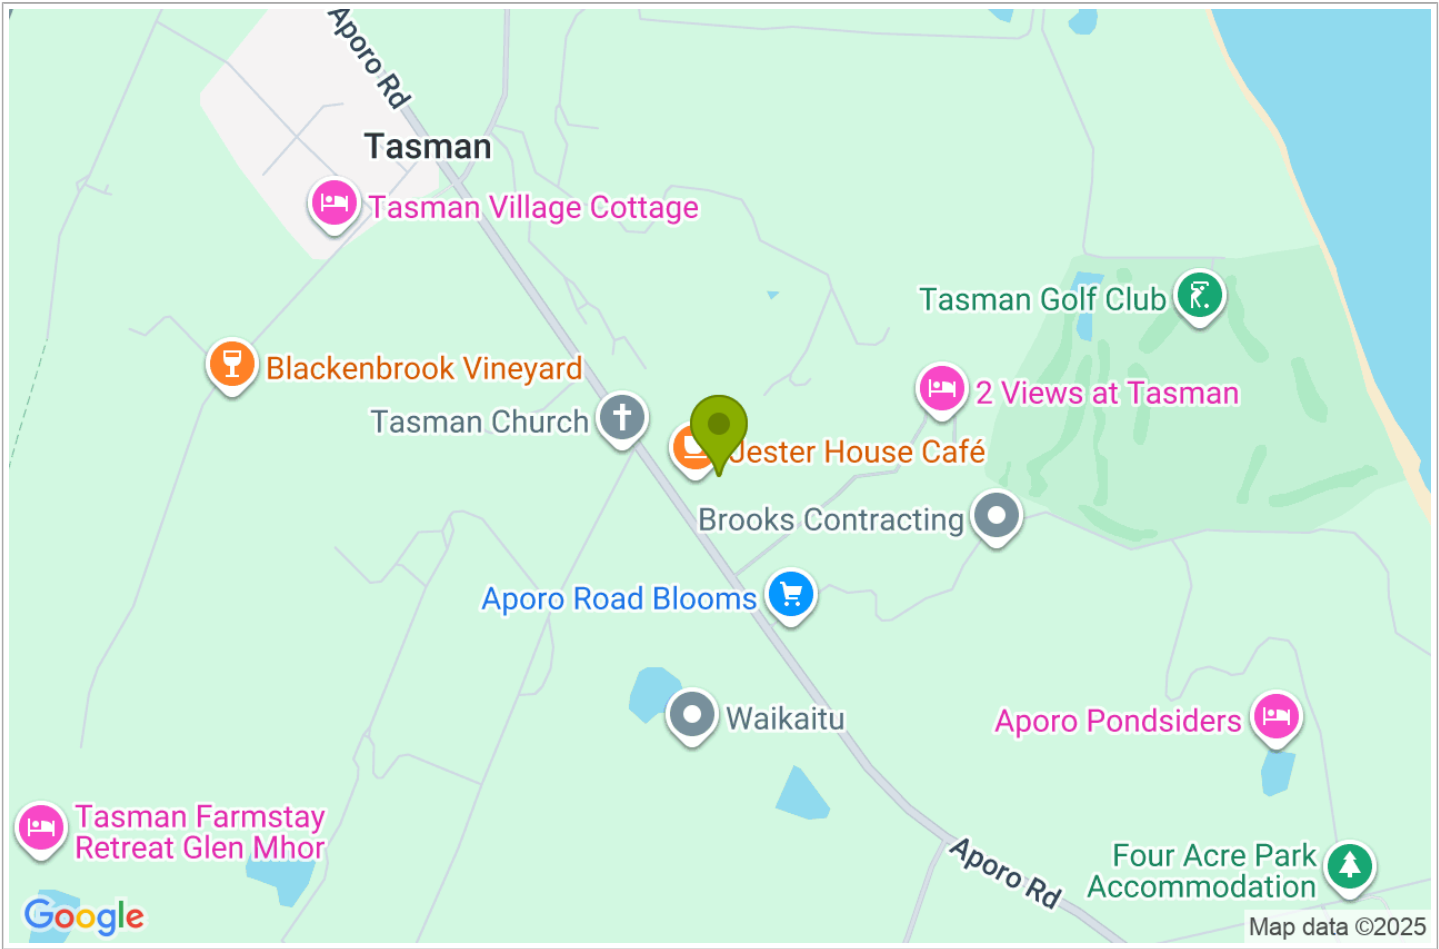 Aporo Rd
Tasman
Tasman Village Cottage
Tasman Golf Club
Blackenbrook Vineyard
2 Views at Tasman
Tasman Church
Jester House Café
Brooks Contracting
Aporo Road Blooms
Waikaitu
Aporo Pondsiders
Tasman Farmstay
Retreat Glen Mhor
Aporo Rd
Four Acre Park
Accommodation
Google
Map data ©2025